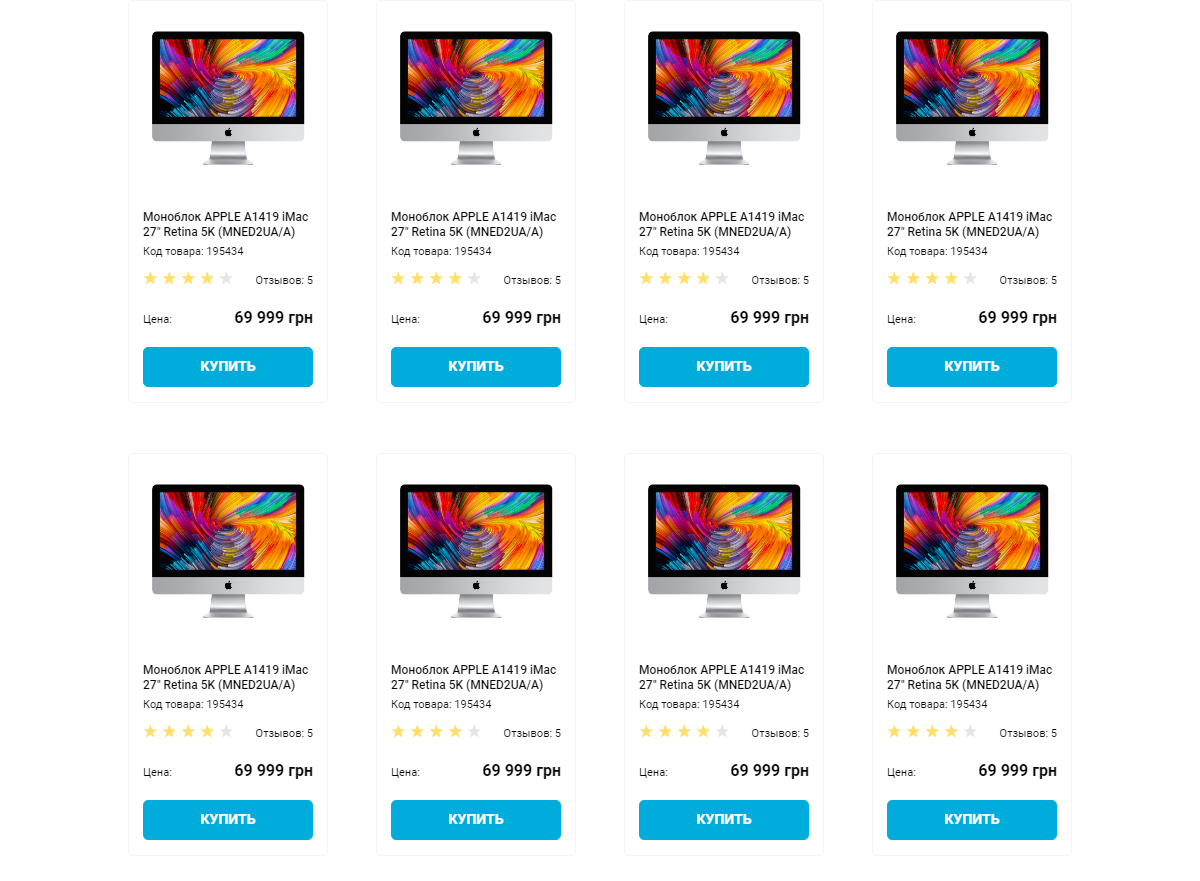 Моноблок APPLE A1419 iMac
27" Retina 5K (MNED2UA/A)
Код товара: 195434
Отзывов: 5
Цена: 69 999 грн
КУПИТЬ
Моноблок APPLE A1419 iMac
27" Retina 5K (MNED2UA/A)
Код товара: 195434
Отзывов: 5
Цена: 69 999 грн
КУПИТЬ
Моноблок APPLE A1419 iMac
27" Retina 5K (MNED2UA/A)
Код товара: 195434
Отзывов: 5
Цена: 69 999 грн
КУПИТЬ
Моноблок APPLE A1419 iMac
27" Retina 5K (MNED2UA/A)
Код товара: 195434
Отзывов: 5
Цена: 69 999 грн
КУПИТЬ
Моноблок APPLE A1419 iMac
27" Retina 5K (MNED2UA/A)
Код товара: 195434
Отзывов: 5
Цена: 69 999 грн
КУПИТЬ
Моноблок APPLE A1419 iMac
27" Retina 5K (MNED2UA/A)
Код товара: 195434
Отзывов: 5
Цена: 69 999 грн
КУПИТЬ
Моноблок APPLE A1419 iMac
27" Retina 5K (MNED2UA/A)
Код товара: 195434
Отзывов: 5
Цена: 69 999 грн
КУПИТЬ
Моноблок APPLE A1419 iMac
27" Retina 5K (MNED2UA/A)
Код товара: 195434
Отзывов: 5
Цена: 69 999 грн
КУПИТЬ